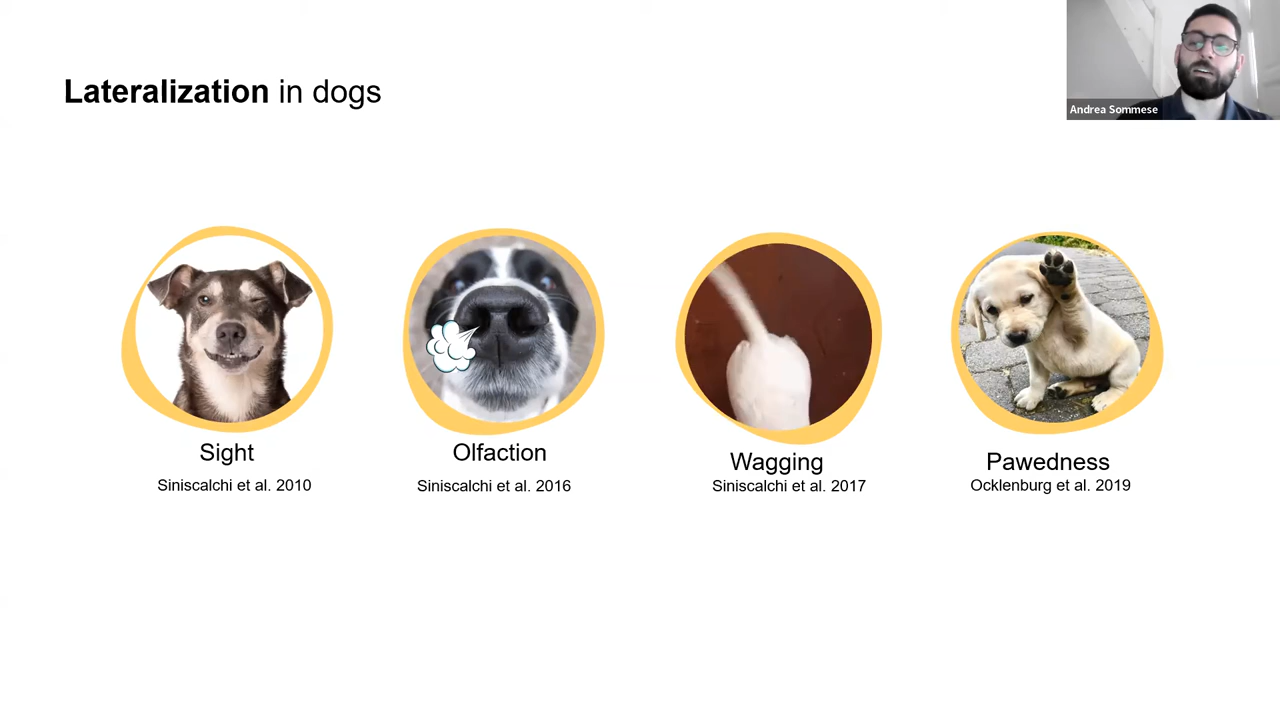 Lateralization in dogs
Andrea Sommese
Sight
Siniscalchi et al. 2010
Olfaction
Siniscalchi et al. 2016
Wagging
Siniscalchi et al. 2017
Pawedness
Ocklenburg et al. 2019